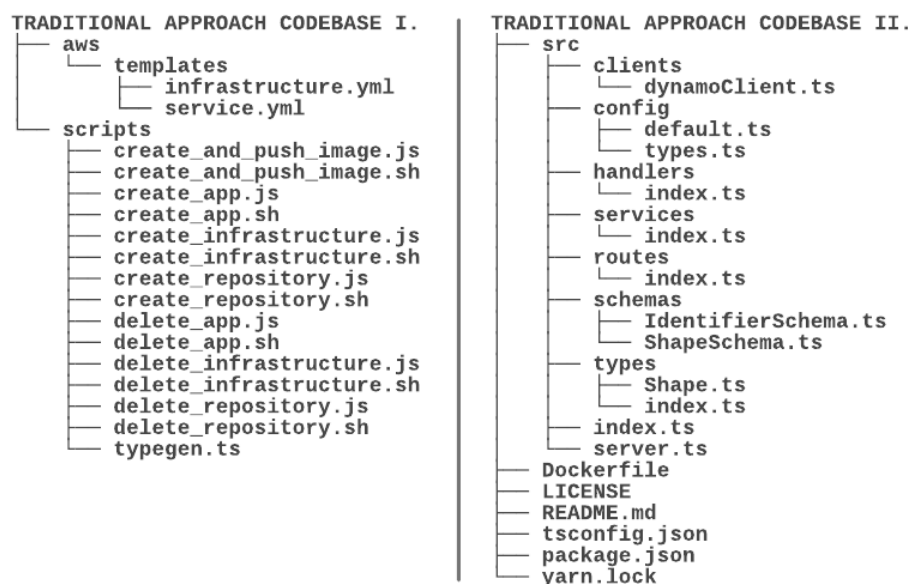 TRADITIONAL APPROACH CODEBASE I.
├── aws
│   └── templates
│       ├── infrastructure.yml
│       └── service.yml
└── scripts
    ├── create_and_push_image.js
    ├── create_and_push_image.sh
    ├── create_app.js
    ├── create_app.sh
    ├── create_infrastructure.js
    ├── create_infrastructure.sh
    ├── create_repository.js
    ├── create_repository.sh
    ├── delete_app.js
    ├── delete_app.sh
    ├── delete_infrastructure.js
    ├── delete_infrastructure.sh
    ├── delete_repository.js
    ├── delete_repository.sh
    └── typegen.ts
TRADITIONAL APPROACH CODEBASE II.
├── src
│   ├── clients
│   │   └── dynamoClient.ts
│   ├── config
│   │   ├── default.ts
│   │   └── types.ts
│   ├── handlers
│   │   └── index.ts
│   ├── services
│   │   └── index.ts
│   ├── routes
│   │   └── index.ts
│   ├── schemas
│   │   ├── IdentifierSchema.ts
│   │   └── ShapeSchema.ts
│   ├── types
│   │   ├── Shape.ts
│   │   └── index.ts
│   ├── index.ts
│   └── server.ts
├── Dockerfile
├── LICENSE
├── README.md
├── tsconfig.json
├── package.json
└── yarn.lock